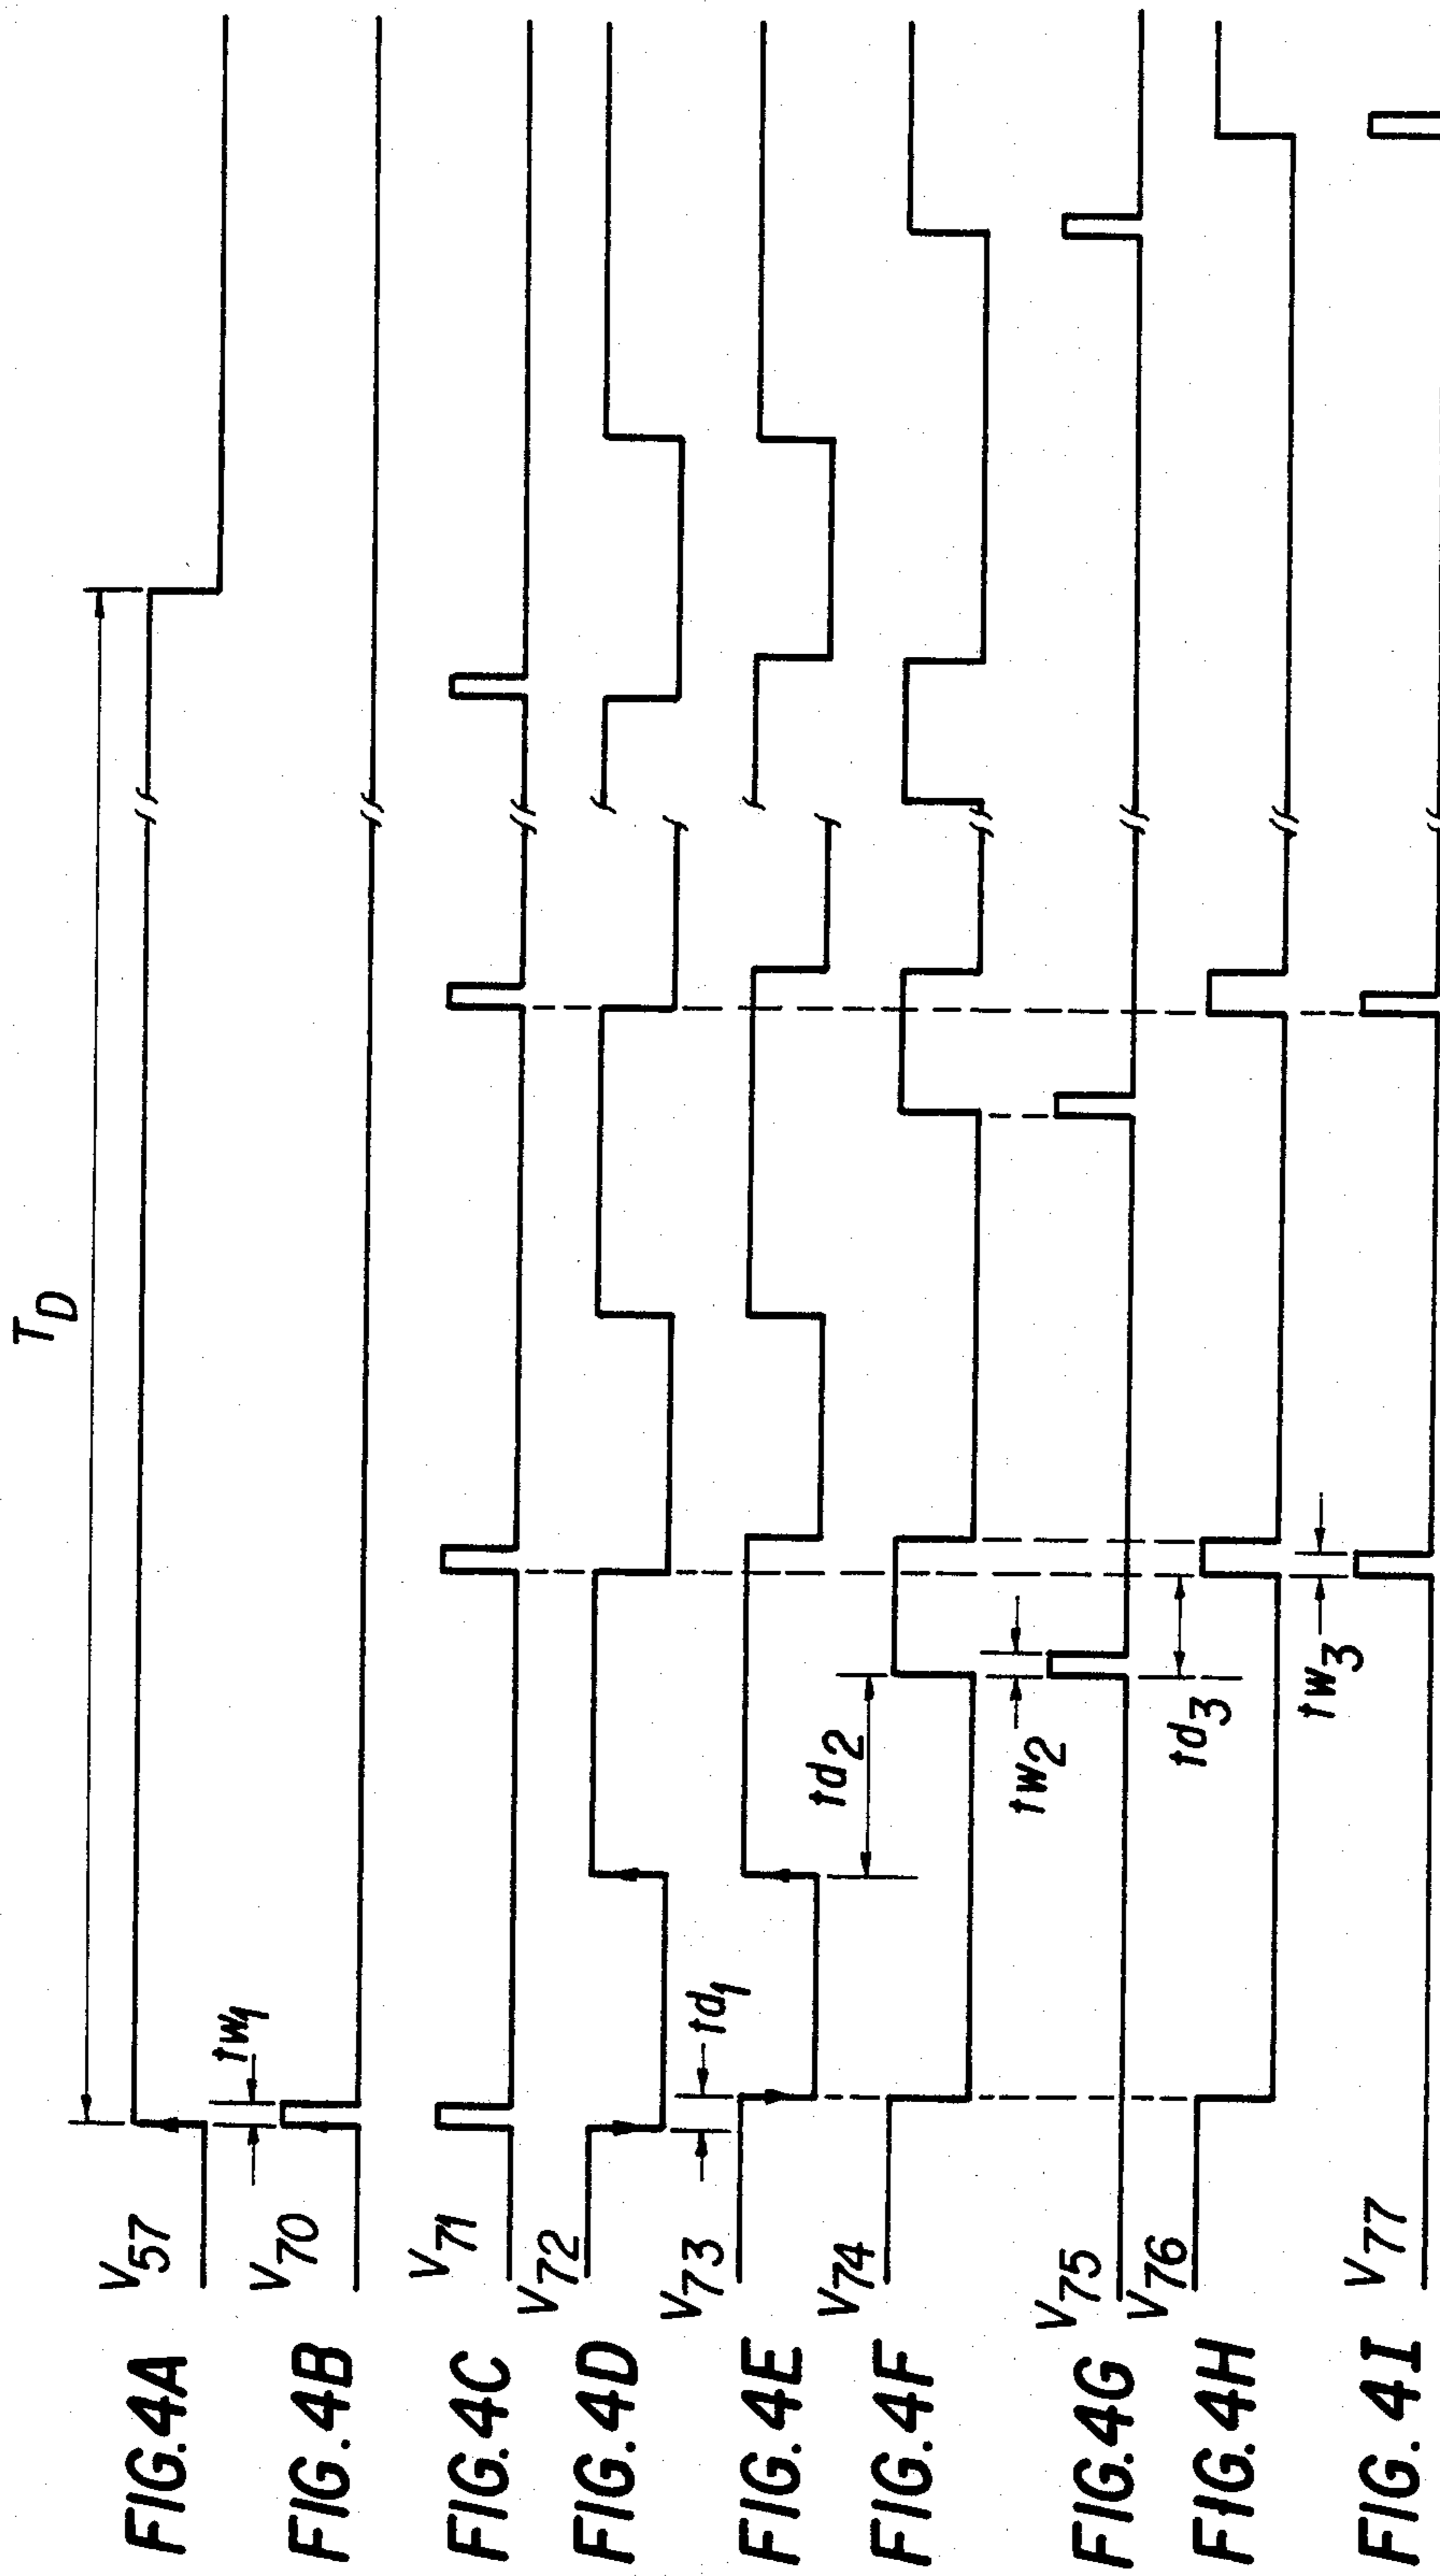 T_D
FIG.4A V57
tw1
FIG.4B V70
FIG.4C V71
FIG.4D V72
td1
FIG.4E V73
td2
FIG.4F V74
tw2
FIG.4G V75
td3
FIG.4H V76
tw3
FIG.4I V77